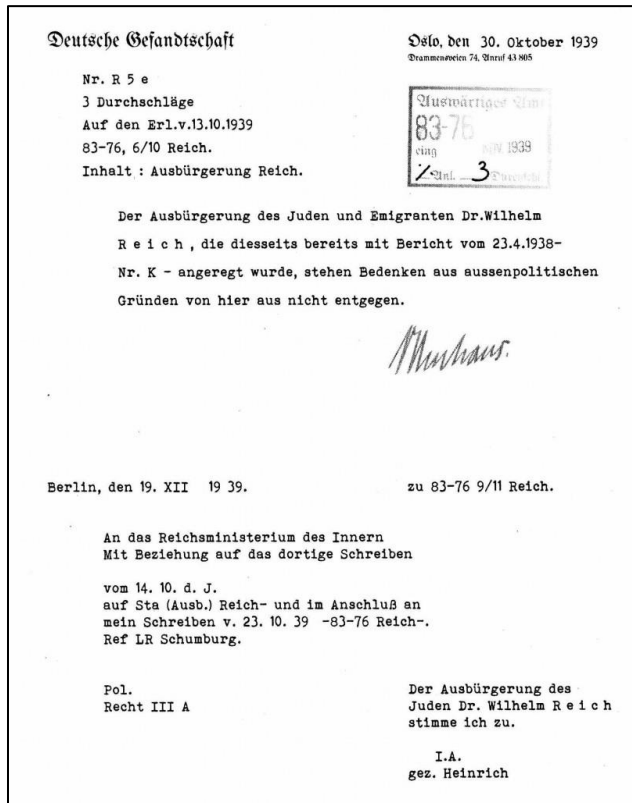 Deutsche Gesandtschaft
Oslo, den 30. Oktober 1939
Drammensveien 74, Anruf 43 805
Nr. R 5 e
3 Durchschläge
Auf den Erl.v.13.10.1939
83-76, 6/10 Reich.
Inhalt : Ausbürgerung Reich.
Auswärtiges Amt
83-76
eing NOV. 1939
Anl. 3
Der Ausbürgerung des Juden und Emigranten Dr.Wilhelm
R e i c h , die diesseits bereits mit Bericht vom 23.4.1938-
Nr. K - angeregt wurde, stehen Bedenken aus aussenpolitischen
Gründen von hier aus nicht entgegen.
Berlin, den 19. XII 19 39.
zu 83-76 9/11 Reich.
An das Reichsministerium des Innern
Mit Beziehung auf das dortige Schreiben
vom 14. 10. d. J.
auf Sta (Ausb.) Reich- und im Anschluß an
mein Schreiben v. 23. 10. 39 -83-76 Reich-.
Ref LR Schumburg.
Pol.
Recht III A
Der Ausbürgerung des
Juden Dr. Wilhelm R e i c h
stimme ich zu.
I.A.
gez. Heinrich